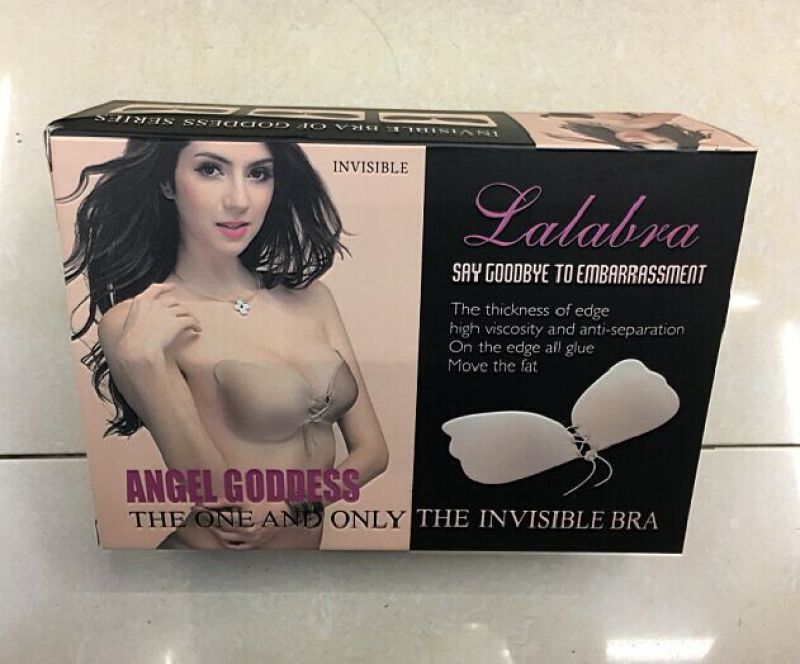 INVISIBLE BRA OF GODDESS SERIES
INVISIBLE
Lalabra
SAY GOODBYE TO EMBARRASSMENT
The thickness of edge
high viscosity and anti-separation
On the edge all glue
Move the fat
ANGEL GODDESS
THE ONE AND ONLY THE INVISIBLE BRA